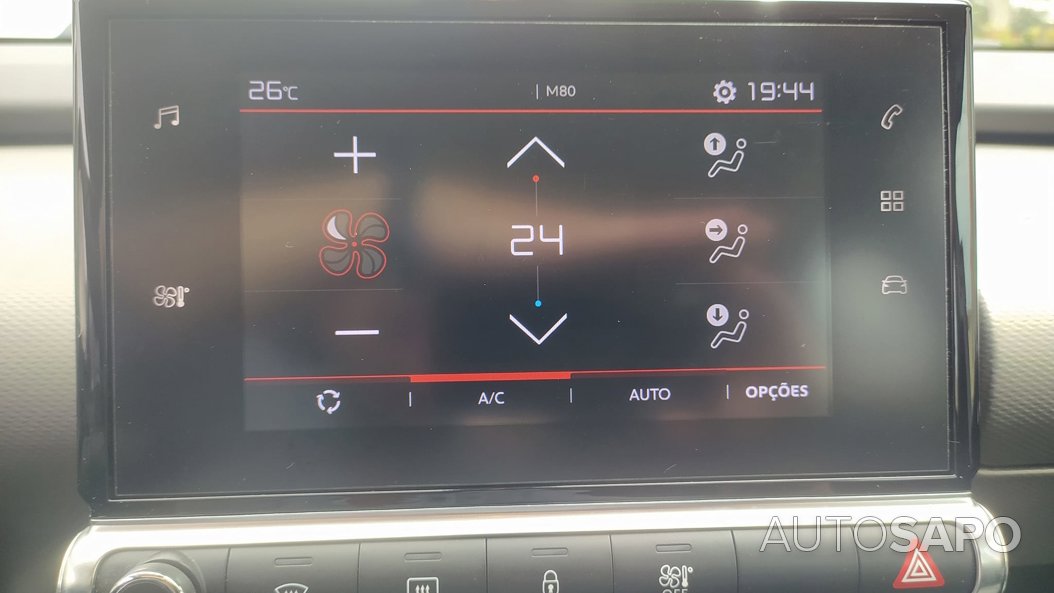 26°C | M80 19:44
24
| A/C | AUTO | OPÇÕES
OFF
AUTOSAPO